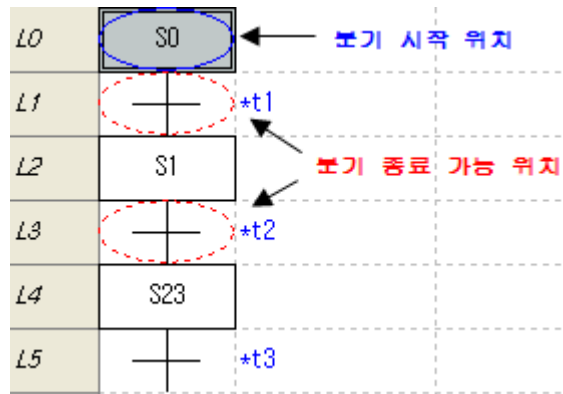 L0 S0 분기 시작 위치
L1 *t1
L2 S1 분기 종료 가능 위치
L3 *t2
L4 S23
L5 *t3